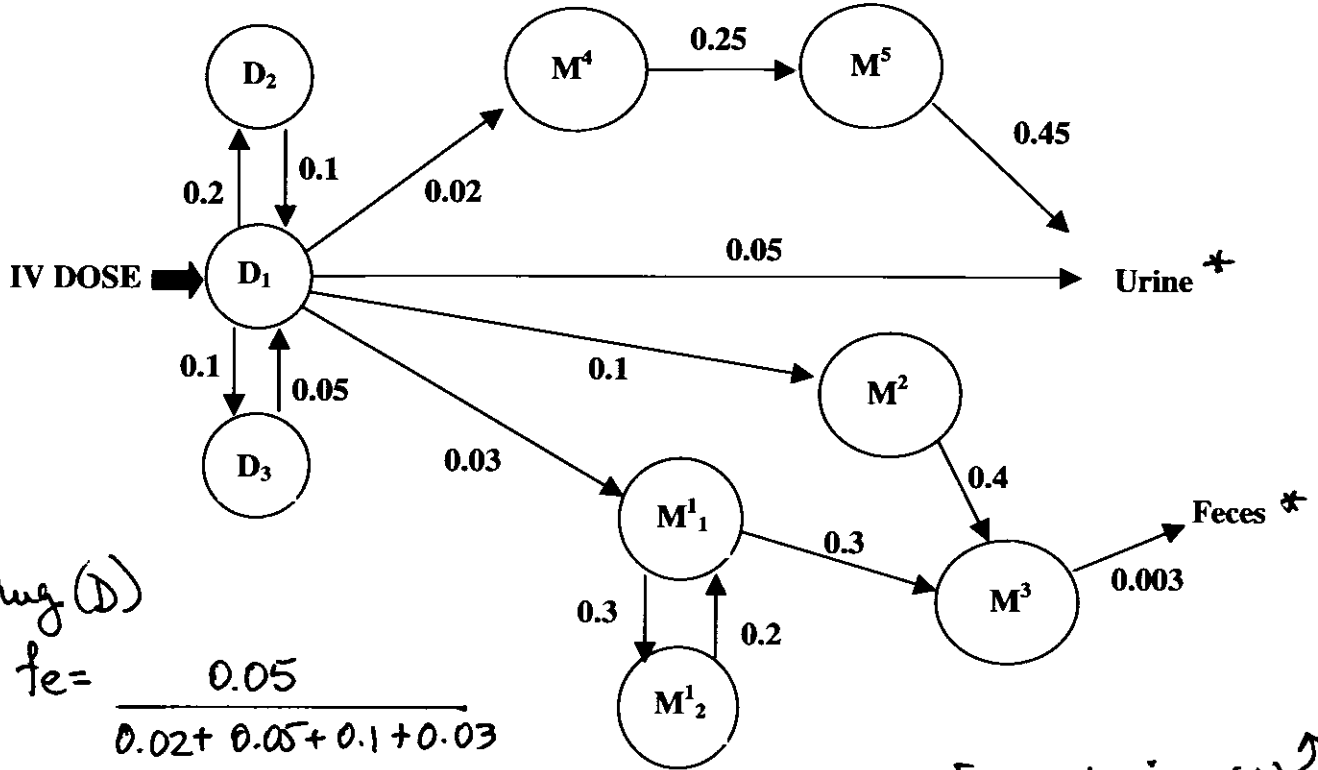 D₂
M⁴
0.25
M⁵
0.45
0.2
0.1
0.02
IV DOSE
D₁
0.05
Urine *
0.1
0.05
0.1
M²
D₃
0.03
0.4
M¹₁
0.3
Feces *
0.003
M³
0.3
0.2
M¹₂
(D)
fe = 0.05
0.02 + 0.05 + 0.1 + 0.03